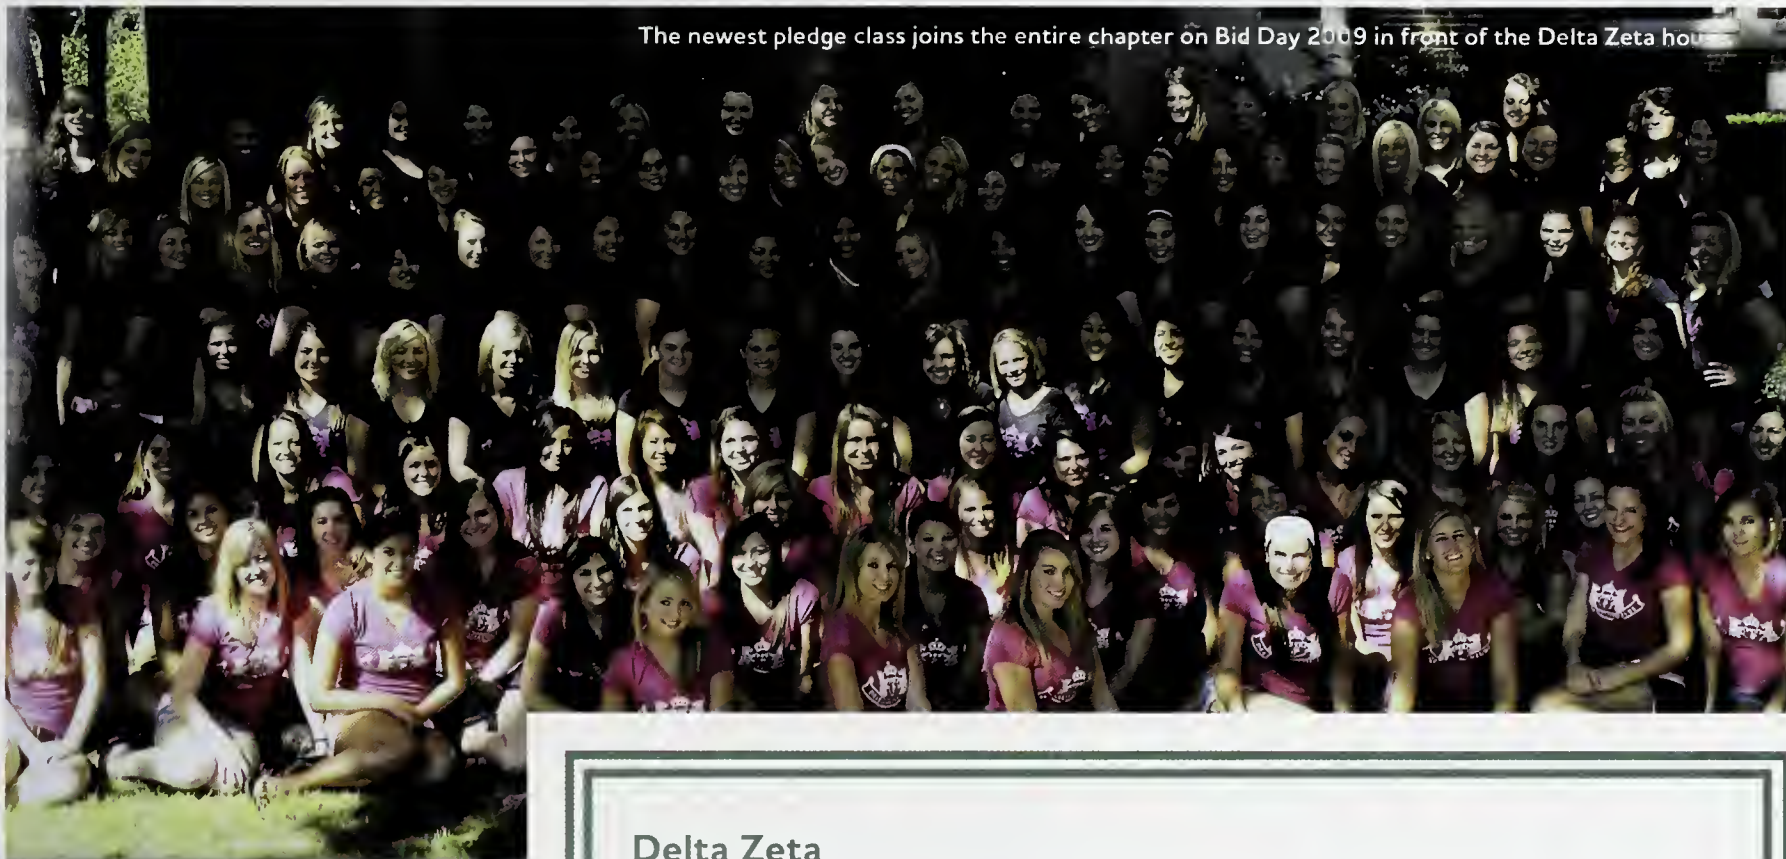 The newest pledge class joins the entire chapter on Bid Day 2009 in front of the Delta Zeta
Delta Zeta